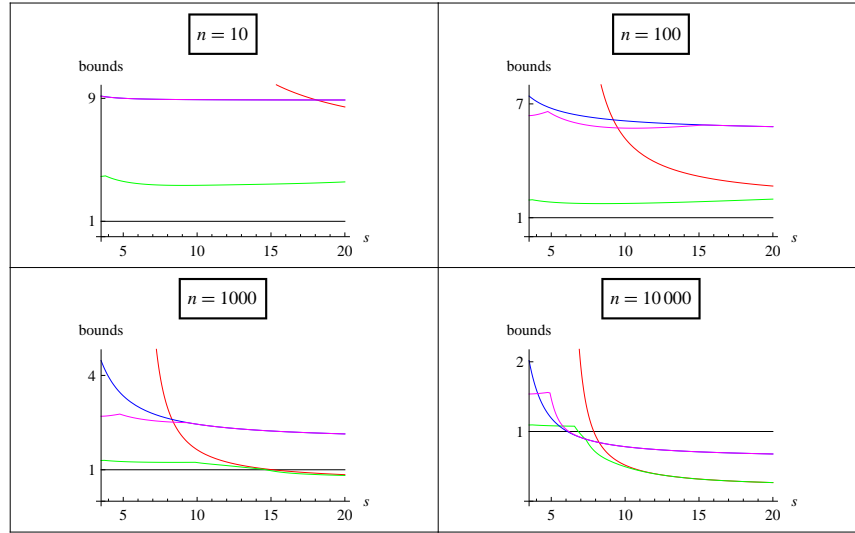 n = 10
bounds
9
1
5 10 15 20 s
n = 100
bounds
7
1
5 10 15 20 s
n = 1000
bounds
4
1
5 10 15 20 s
n = 10 000
bounds
2
1
5 10 15 20 s